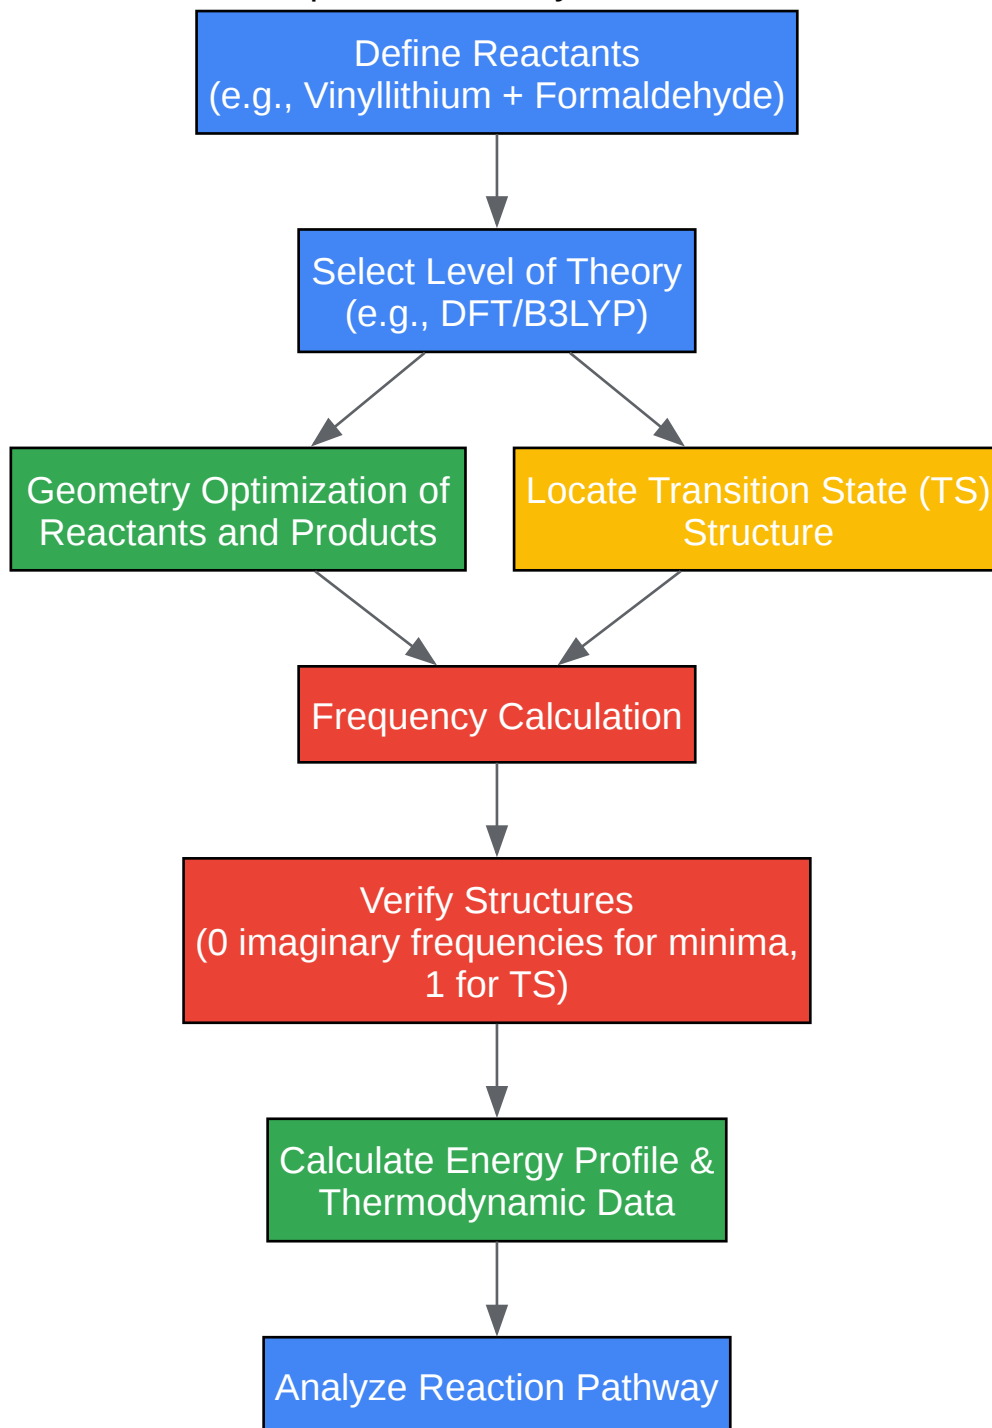 Define Reactants
(e.g., Vinyllithium + Formaldehyde)
Select Level of Theory
(e.g., DFT/B3LYP)
Geometry Optimization of
Reactants and Products
Locate Transition State (TS)
Structure
Frequency Calculation
Verify Structures
(0 imaginary frequencies for minima,
1 for TS)
Calculate Energy Profile &
Thermodynamic Data
Analyze Reaction Pathway